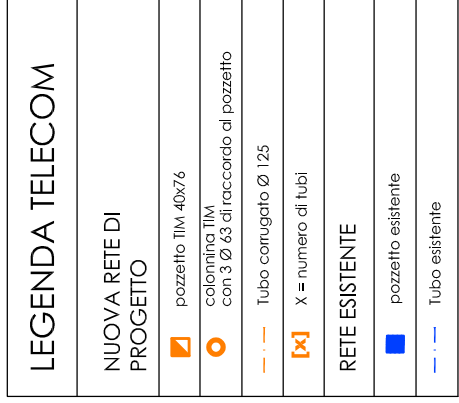 LEGENDA TELECOM
NUOVA RETE DI
PROGETTO
pozzetto TIM 40x76
colonnina TIM
con 3 Ø 63 di raccordo al pozzetto
Tubo corrugato Ø 125
[x] X = numero di tubi
RETE ESISTENTE
pozzetto esistente
Tubo esistente